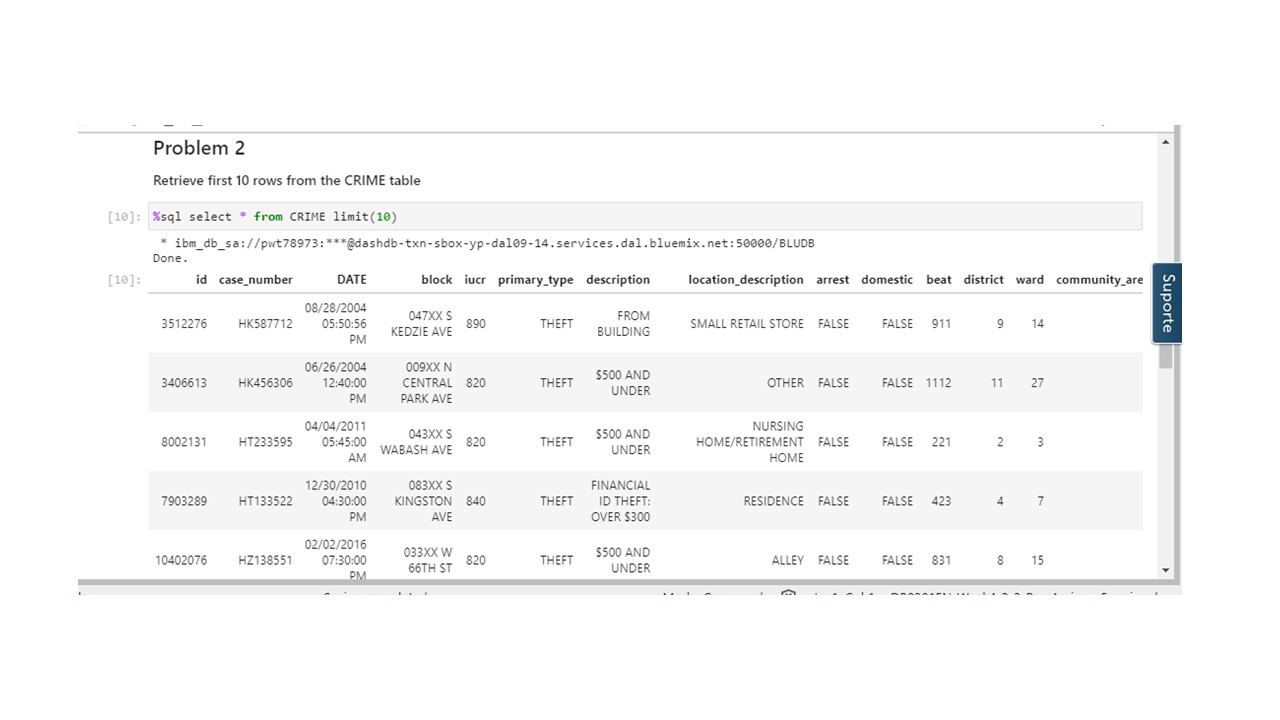 Problem 2
Retrieve first 10 rows from the CRIME table
[10]: %sql select * from CRIME limit(10)
* ibm_db_sa://pwt78973:***@dashdb-txn-sbox-yp-dal09-14.services.dal.bluemix.net:50000/BLUDB
Done.
[10]: id case_number DATE block iucr primary_type description location_description arrest domestic beat district ward community_are
08/28/2004
047XX S FROM
3512276 HK587712 05:50:56 890 THEFT SMALL RETAIL STORE FALSE FALSE 911 9 14
KEDZIE AVE BUILDING
PM
06/26/2004 009XX N
$500 AND
3406613 HK456306 12:40:00 CENTRAL 820 THEFT OTHER FALSE FALSE 1112 11 27
UNDER
PM PARK AVE
04/04/2011 NURSING
043XX S $500 AND
8002131 HT233595 05:45:00 820 THEFT HOME/RETIREMENT FALSE FALSE 221 2 3
WABASH AVE UNDER
AM HOME
12/30/2010 083XX S FINANCIAL
7903289 HT133522 04:30:00 KINGSTON 840 THEFT ID THEFT: RESIDENCE FALSE FALSE 423 4 7
PM AVE OVER $300
02/02/2016
033XX W $500 AND
10402076 HZ138551 07:30:00 820 THEFT ALLEY FALSE FALSE 831 8 15
66TH ST UNDER
PM
Suporte